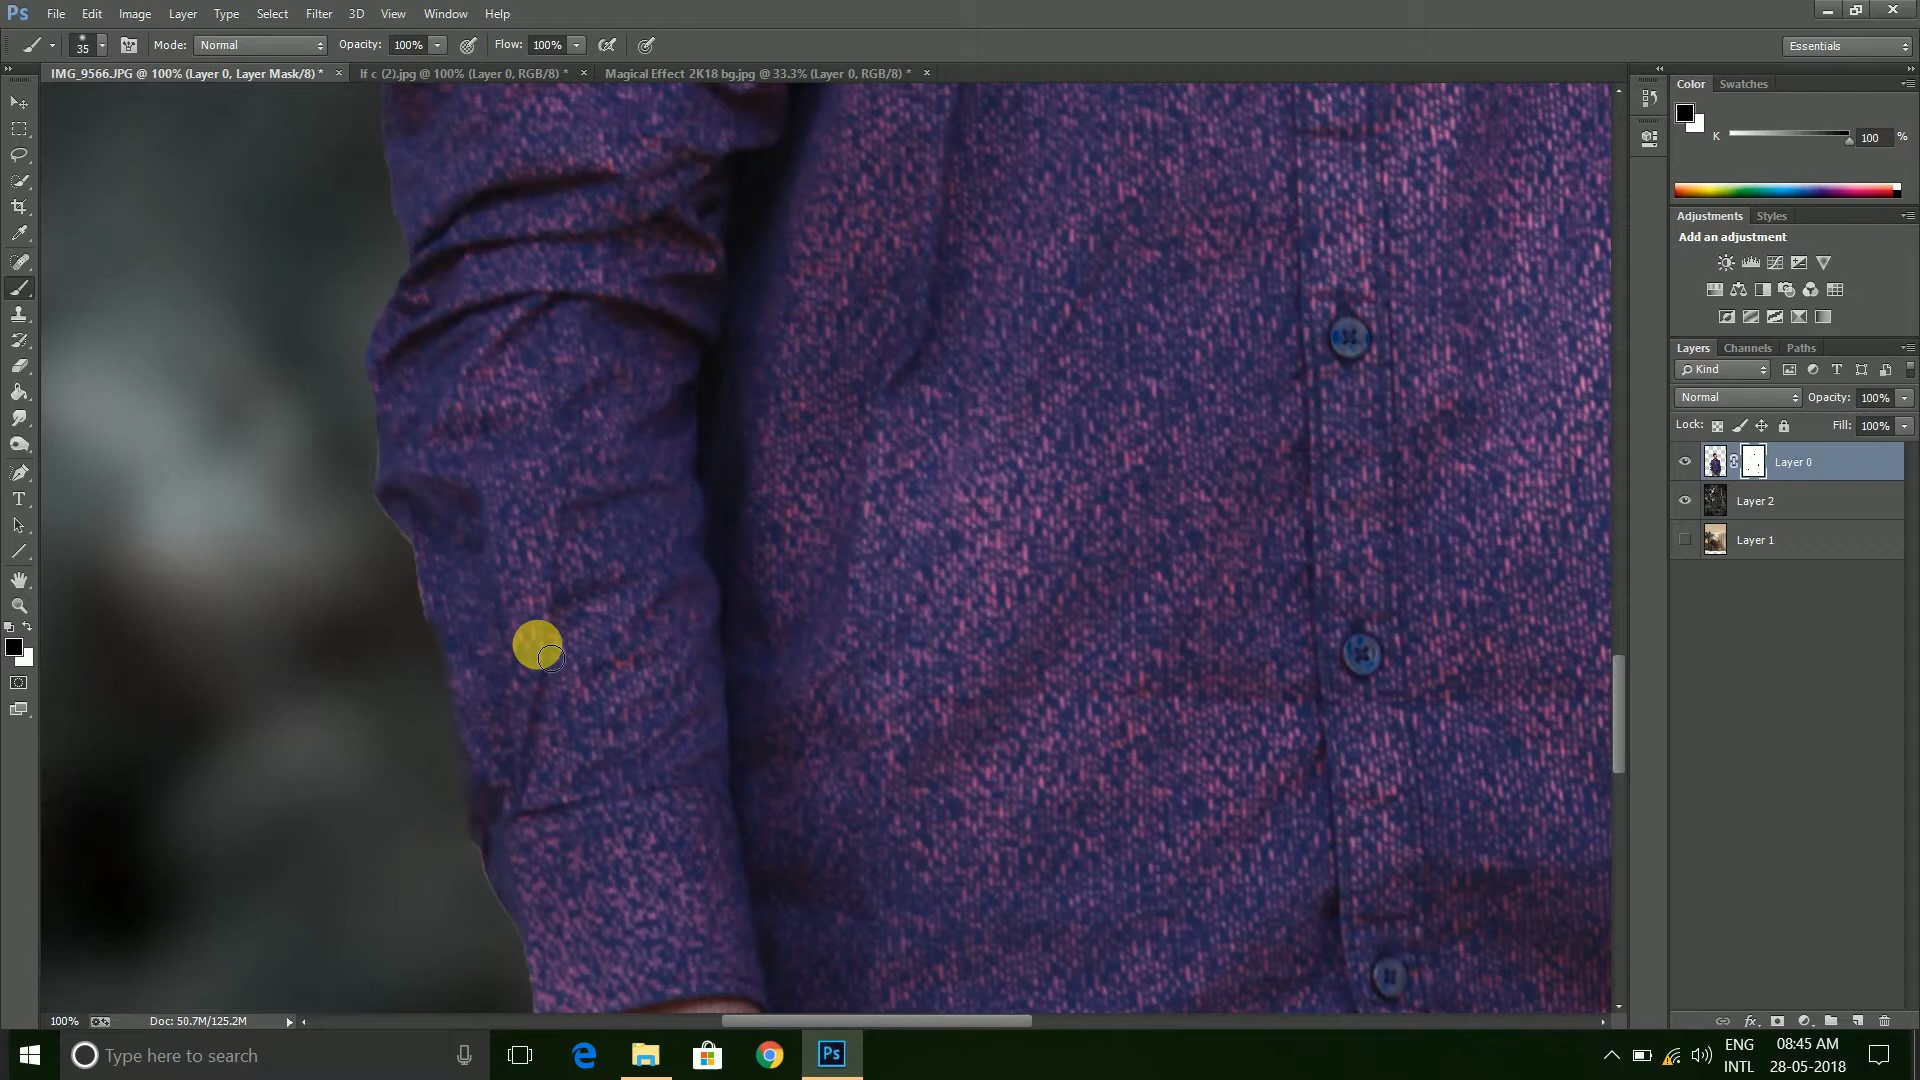 Ps File Edit Image Layer Type Select Filter 3D View Window Help
35 Mode: Normal Opacity: 100% Flow: 100% Essentials
IMG_9566.JPG @ 100% (Layer 0, Layer Mask/8) * × If c (2).jpg @ 100% (Layer 0, RGB/8) * × Magical Effect 2K18 bg.jpg @ 33.3% (Layer 0, RGB/8) * ×
Color Swatches
K 100 %
Adjustments Styles
Add an adjustment
Layers Channels Paths
Kind
Normal Opacity: 100%
Lock: Fill: 100%
Layer 0
Layer 2
Layer 1
100% Doc: 50.7M/125.2M
Type here to search
Ps
ENG
INTL
08:45 AM
28-05-2018